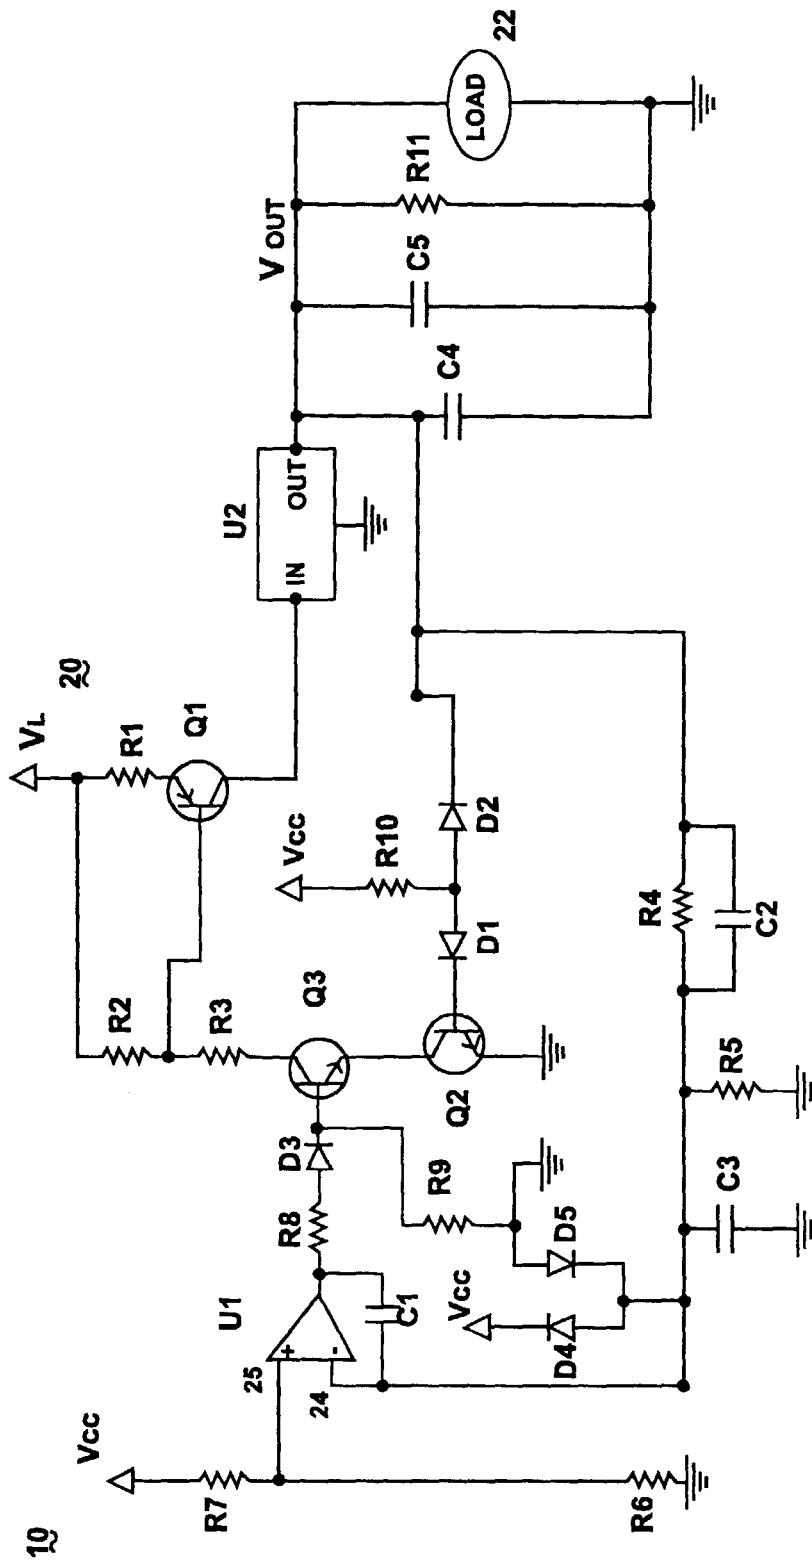 10
Vcc
R7
R6
25
24
U1
+
-
C1
R8
D3
R9
Vcc
D4
D5
C3
R5
R4
C2
R2
R3
Q3
Q2
D1
Vcc
R10
D2
VL
20
R1
Q1
U2
IN
OUT
V OUT
C4
C5
R11
LOAD
22